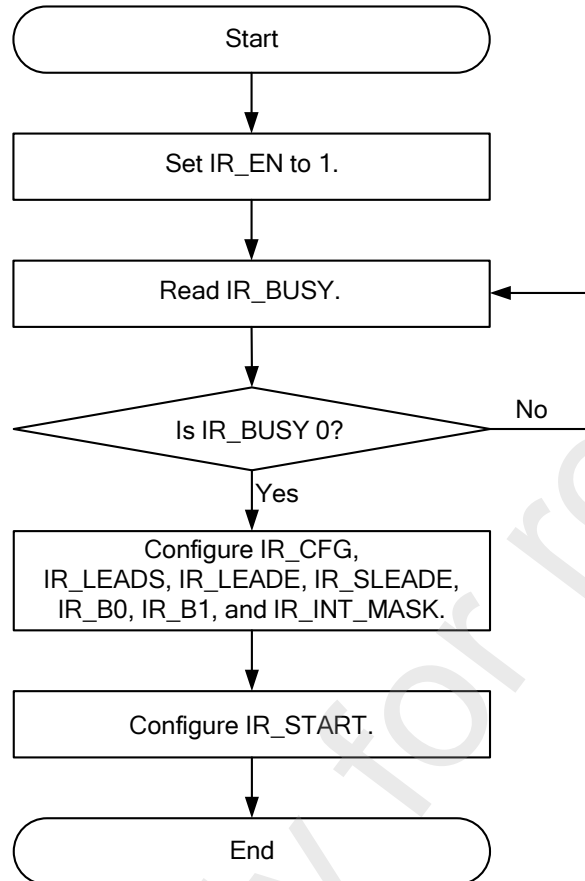 Start
Set IR_EN to 1.
Read IR_BUSY.
Is IR_BUSY 0?
No
Yes
Configure IR_CFG,
IR_LEADS, IR_LEADE, IR_SLEADE,
IR_B0, IR_B1, and IR_INT_MASK.
Configure IR_START.
End
for